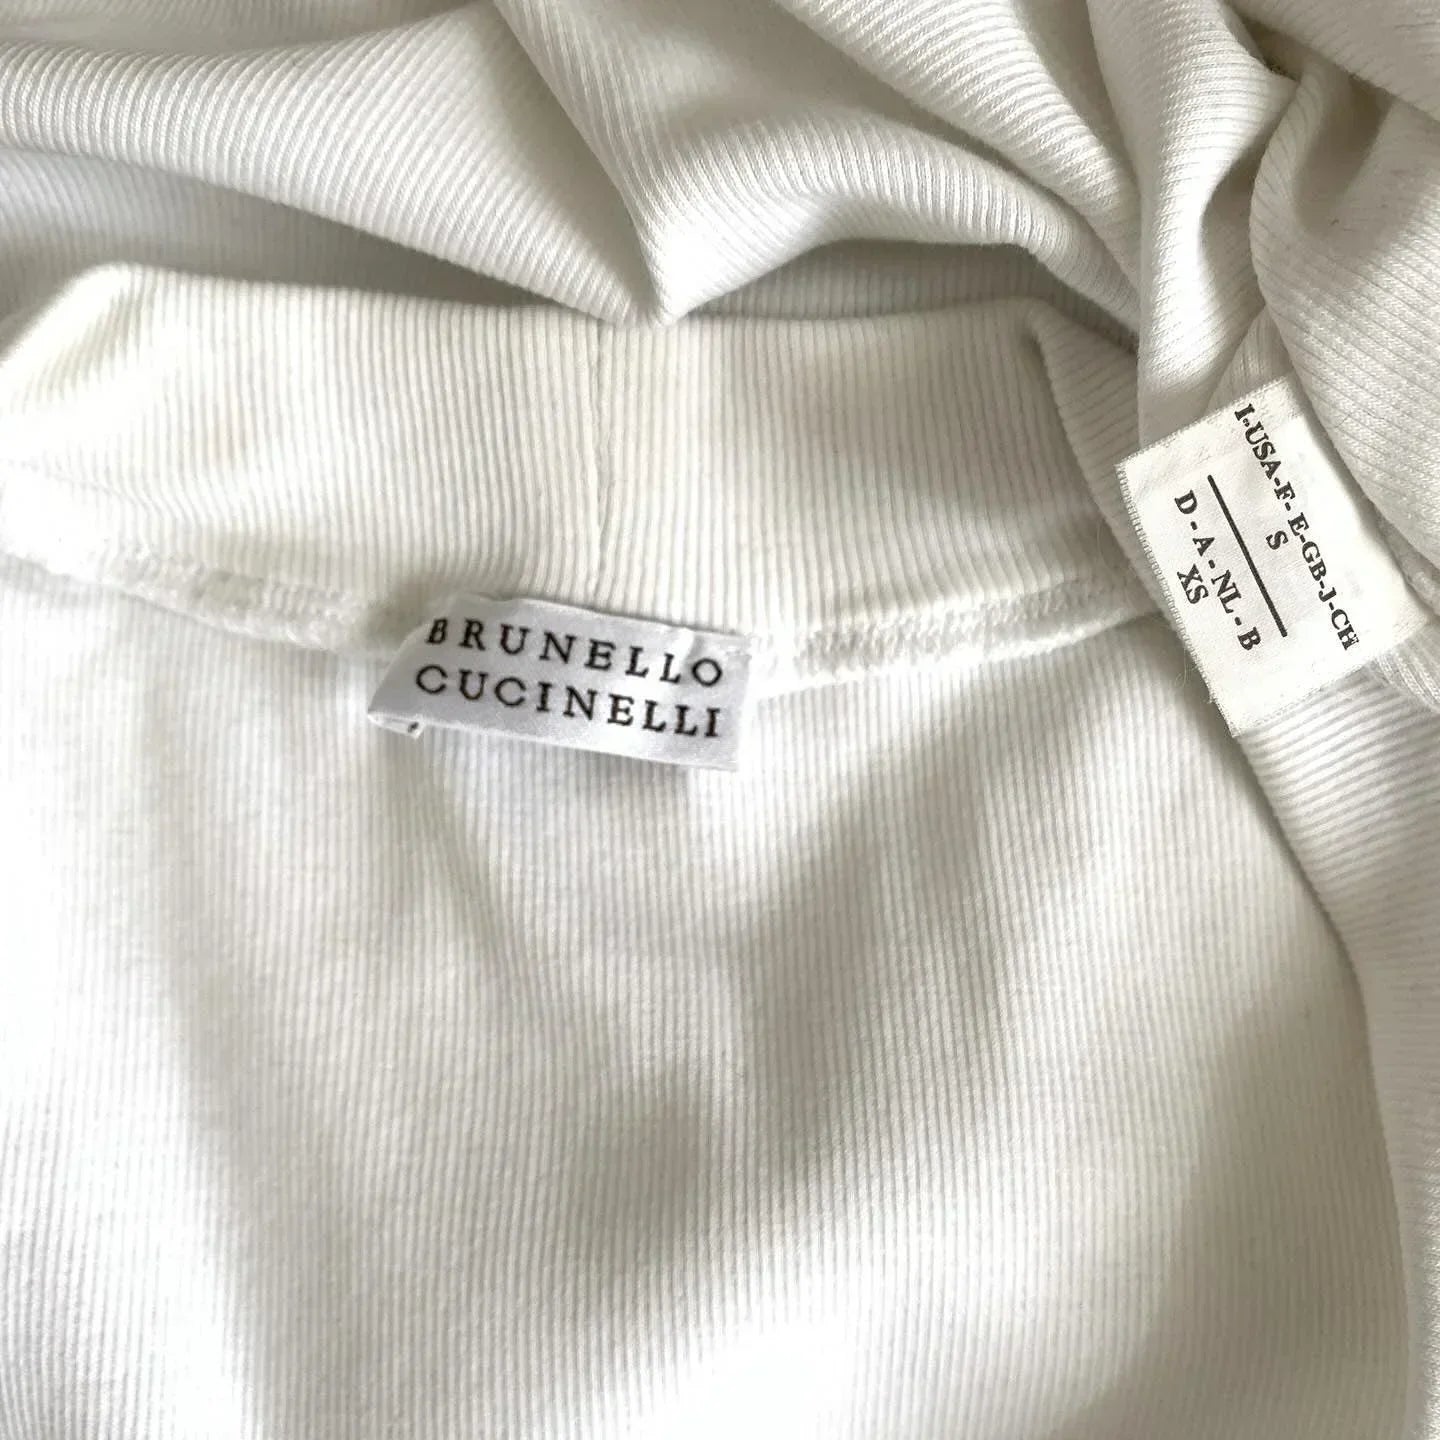 BRUNELLO
CUCINELLI
I-USA-F-E-GB-J-CH
S
D-A-NL-B
XS